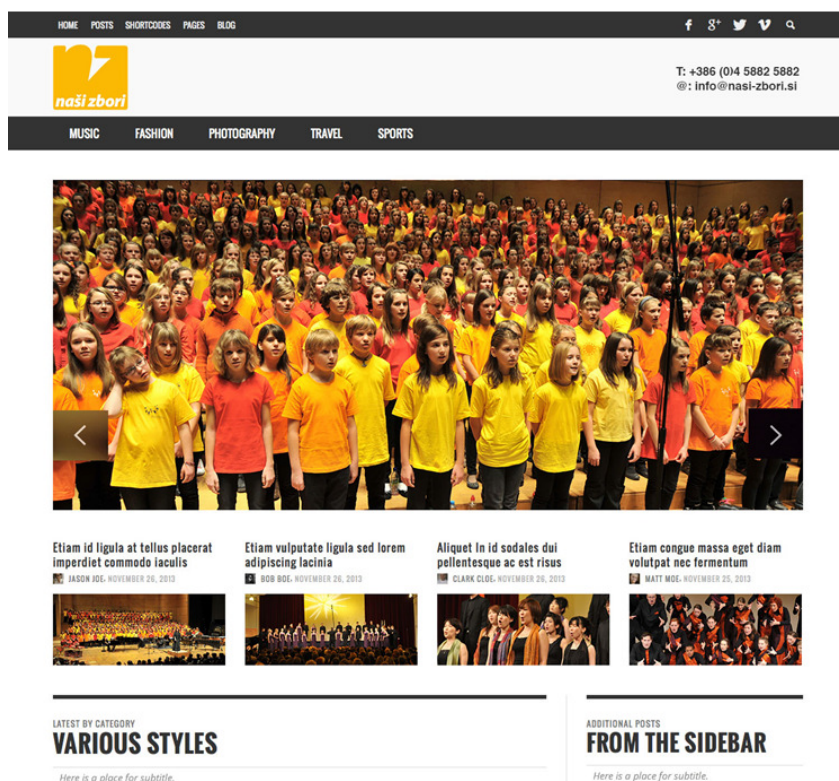 HOME POSTS SHORTCODES PAGES BLOG
naši zbori
T: +386 (0)4 5882 5882
@: info@nasi-zbori.si
MUSIC FASHION PHOTOGRAPHY TRAVEL SPORTS
Etiam id ligula at tellus placerat
imperdiet commodo iaculis
JASON JOE, NOVEMBER 26, 2013
Etiam vulputate ligula sed lorem
adipiscing lacinia
BOB BOE, NOVEMBER 26, 2013
Aliquet In id sodales dui
pellentesque ac est risus
CLARK CLOE, NOVEMBER 26, 2013
Etiam congue massa eget diam
volutpat nec fermentum
MATT MOE, NOVEMBER 25, 2013
LATEST BY CATEGORY
VARIOUS STYLES
Here is a place for subtitle.
ADDITIONAL POSTS
FROM THE SIDEBAR
Here is a place for subtitle.